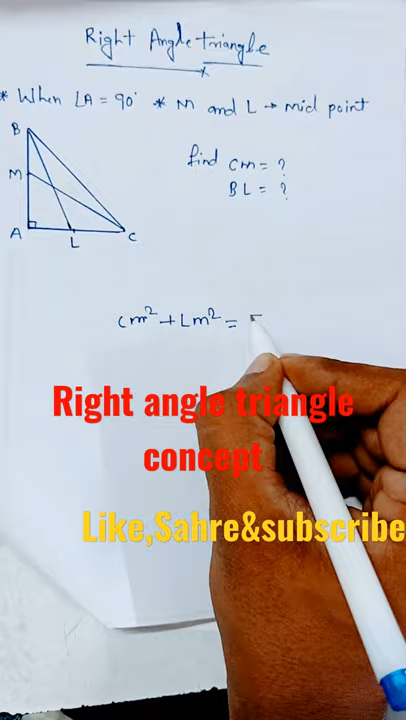 Right Angle triangle
* When ∠A = 90° * M and L → mid point
find CM = ?
BL = ?
B
M
A
L
C
CM² + LM² = 5
Right angle triangle
concept
Like,Sahre&subscribe